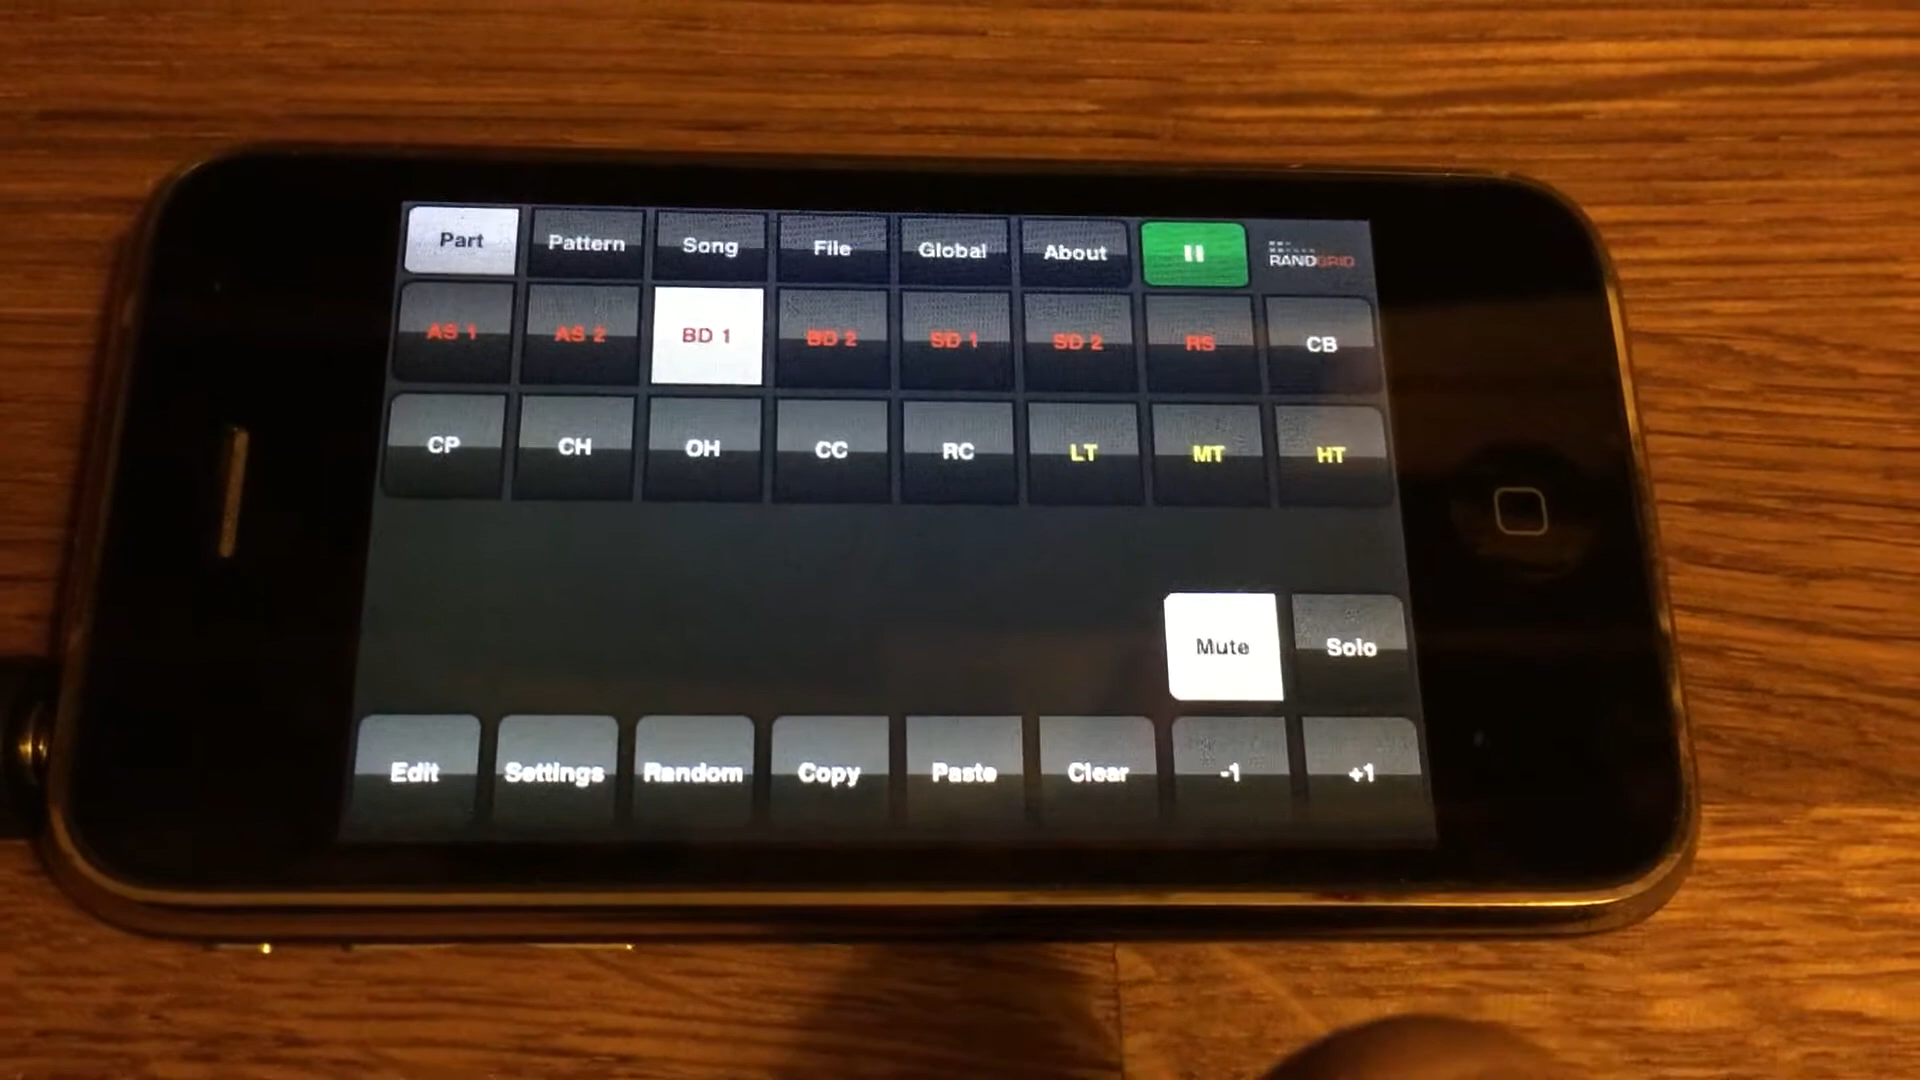 Part Pattern Song File Global About RANDGRID
AS 1 AS 2 BD 1 BD 2 SD 1 SD 2 RS CB
CP CH OH CC RC LT MT HT
Mute Solo
Edit Settings Random Copy Paste Clear -1 +1